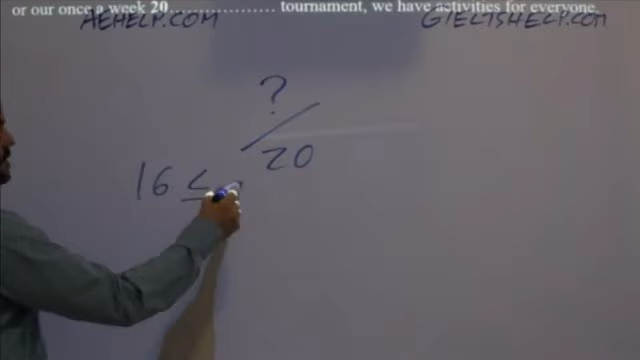 or our once a week 20.................... tournament, we have activities for everyone.
AEHELP.COM GIELTSHELP.COM
?
/
20
16 ≤